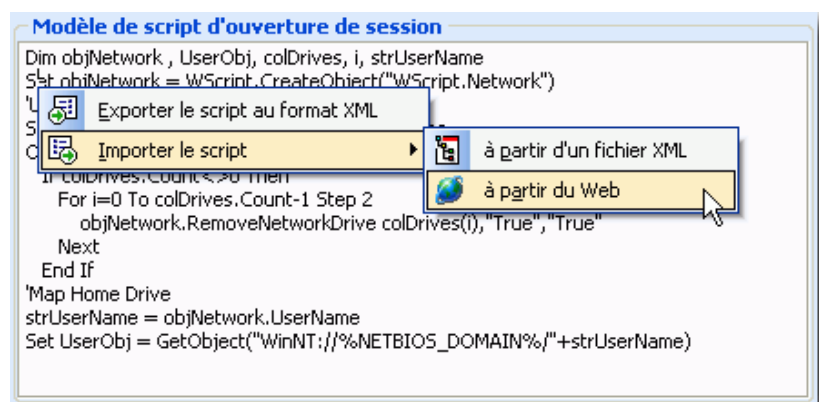 Modèle de script d'ouverture de session
Dim objNetwork , UserObj, colDrives, i, strUserName
Set objNetwork = WScript.CreateObject("WScript.Network")
Exporter le script au format XML
Importer le script
à partir d'un fichier XML
à partir du Web
If colDrives.Count<>0 Then
For i=0 To colDrives.Count-1 Step 2
objNetwork.RemoveNetworkDrive colDrives(i),"True","True"
Next
End If
'Map Home Drive
strUserName = objNetwork.UserName
Set UserObj = GetObject("WinNT://%NETBIOS_DOMAIN%/"+strUserName)